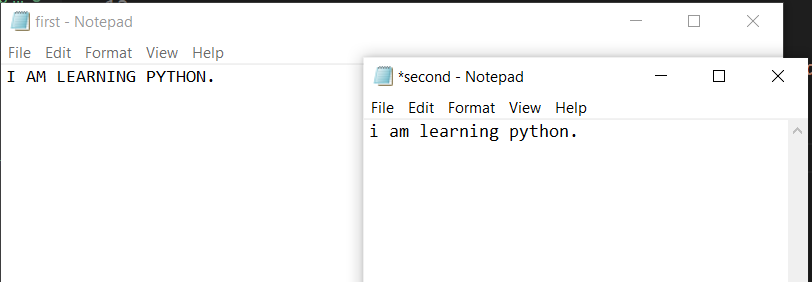 first - Notepad
File Edit Format View Help
I AM LEARNING PYTHON.
*second - Notepad
File Edit Format View Help
i am learning python.